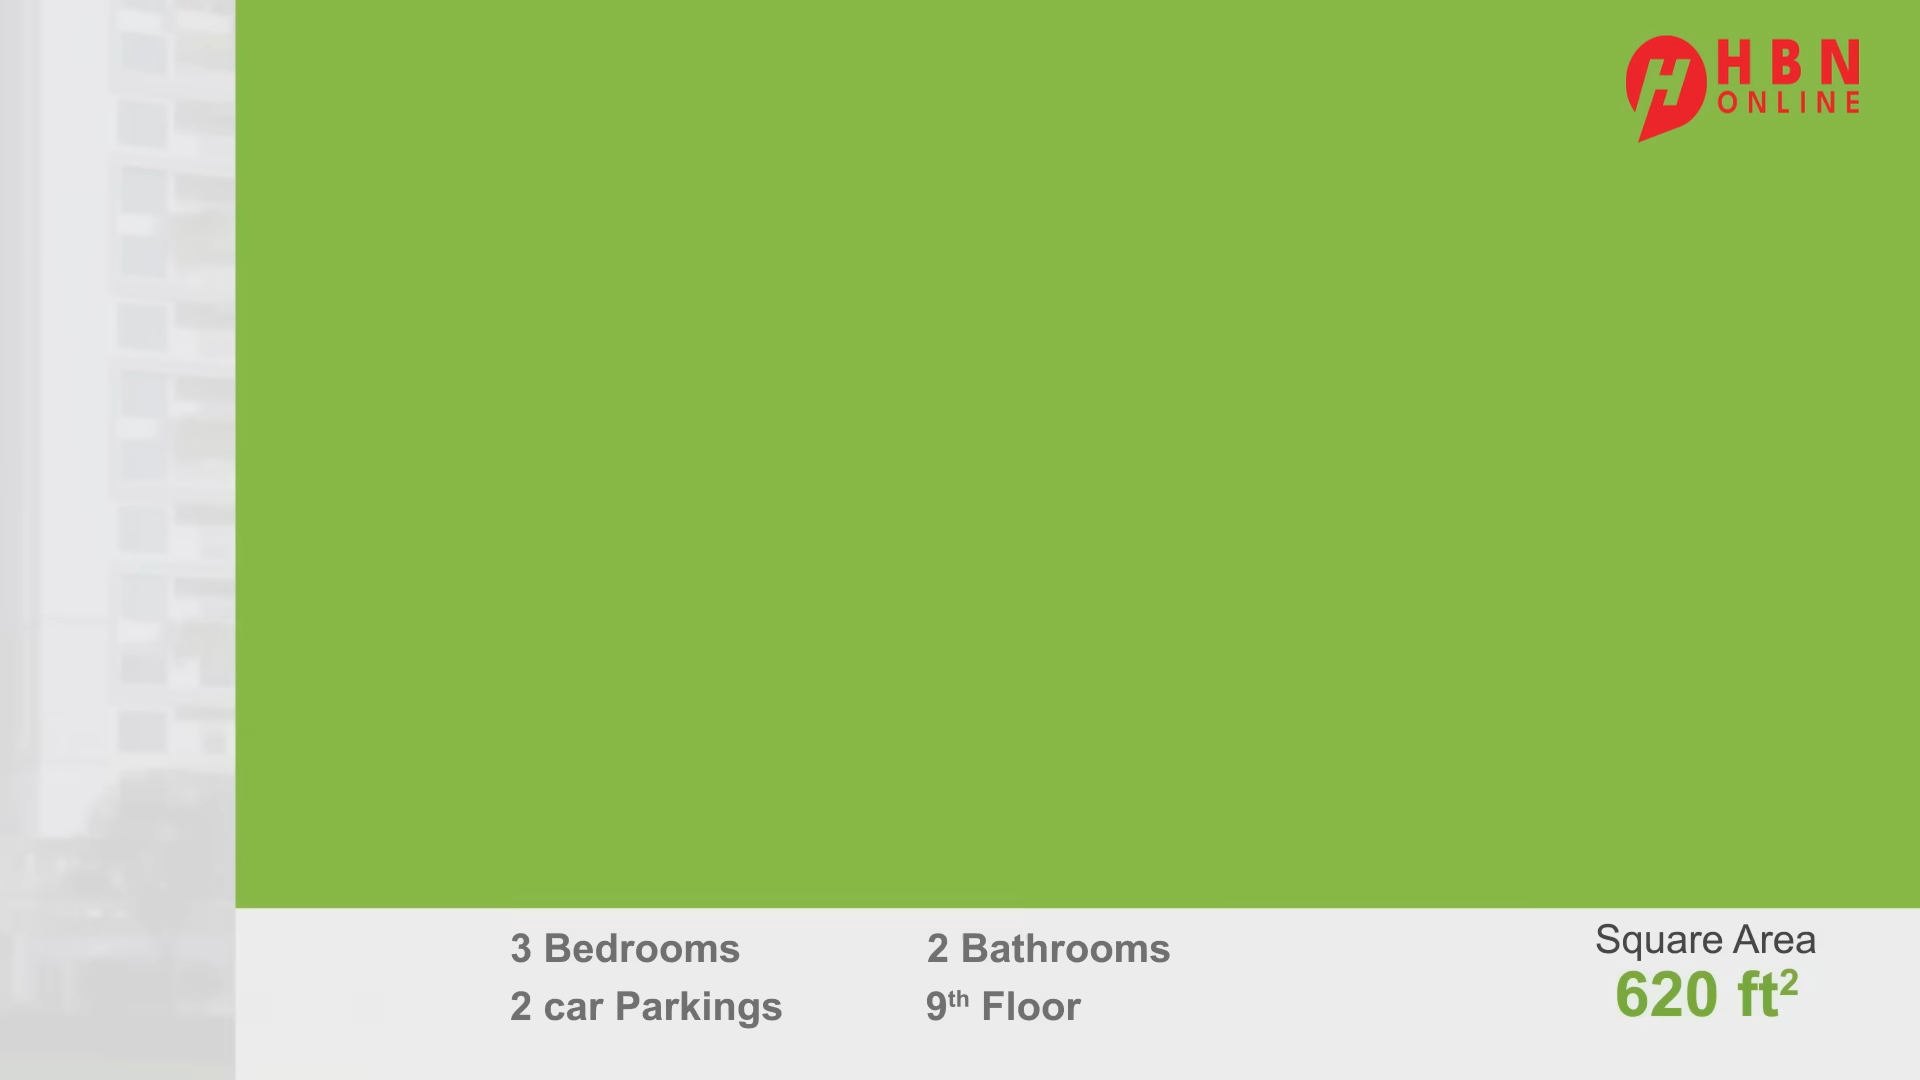 HBN
ONLINE
3 Bedrooms
2 Bathrooms
2 car Parkings
9th Floor
Square Area
620 ft²